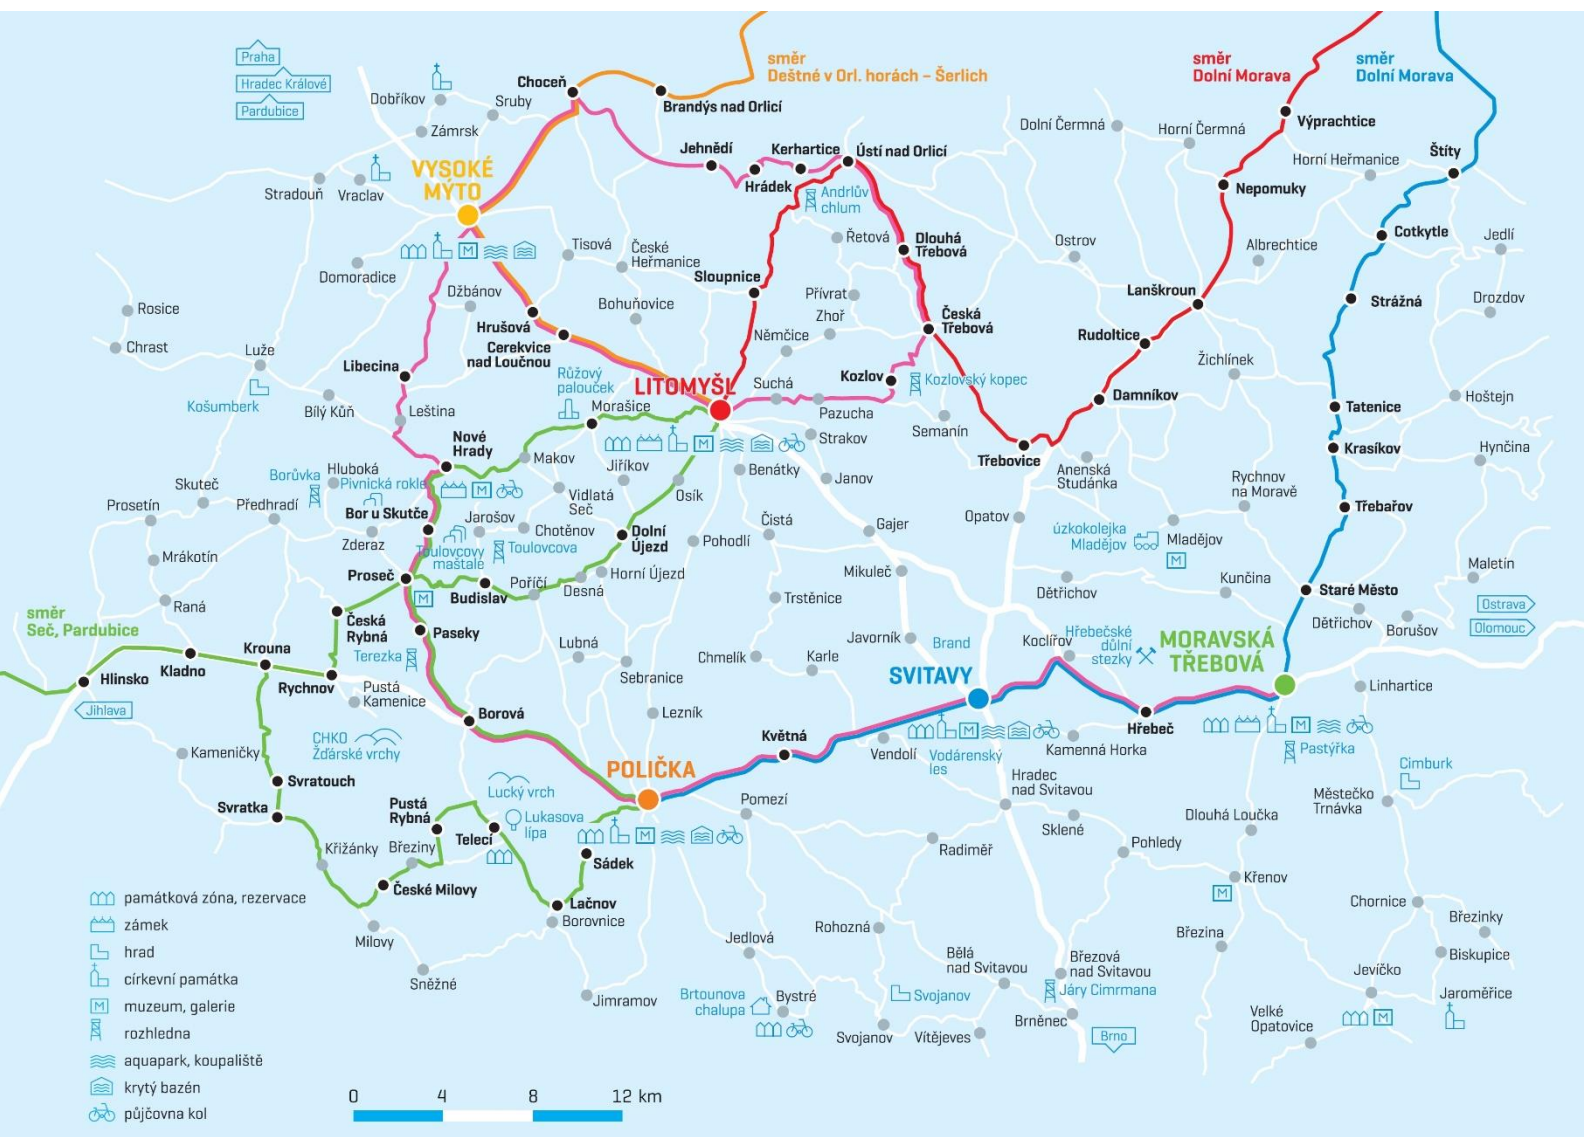 Praha
Hradec Králové
Pardubice
směr
Deštné v Orl. horách – Šerlich
směr
Dolní Morava
směr
Dolní Morava
Choceň
Dobříkov
Sruby
Brandýs nad Orlicí
Zámrsk
Výprachtice
Dolní Čermná
Horní Čermná
Jehnědí
Kerhartice
Ústí nad Orlicí
Horní Heřmanice
Štíty
VYSOKÉ
MÝTO
Stradouň
Vraclav
Hrádek
Andrlův
chlum
Nepomuky
Tisová
České
Heřmanice
Řetová
Dlouhá
Třebová
Ostrov
Albrechtice
Cotkytle
Jedlí
Domoradice
Džbánov
Sloupnice
Bohuňovice
Přívrat
Zhoř
Lanškroun
Strážná
Drozdov
Rosice
Chrast
Luže
Hrušová
Cerekvice
nad Loučnou
Němčice
Česká
Třebová
Rudoltice
Libecina
Růžový
palouček
LITOMYŠL
Suchá
Kozlov
Kozlovský kopec
Žichlínek
Košumberk
Bílý Kůň
Leština
Morašice
Pazucha
Semanín
Damníkov
Tatenice
Hoštejn
Nové
Hrady
Makov
Jiříkov
Strakov
Benátky
Janov
Třebovice
Krasíkov
Hynčina
Borůvka
Hluboká
Pivnická rokle
Anenská
Studánka
Rychnov
na Moravě
Skuteč
Prosetín
Předhradí
Vidlatá
Seč
Osík
Bor u Skutče
Jarošov
Chotěnov
Dolní
Újezd
Čistá
Gajer
Opatov
úzkokolejka
Mladějov
Mladějov
Třebařov
Zderaz
Toulovcovy
maštale
Toulovcova
Pohodlí
Mrákotín
Proseč
Budislav
Poříčí
Desná
Horní Újezd
Mikuleč
Dětřichov
Kunčina
Staré Město
Maletín
Raná
Trstěnice
Ostrava
Olomouc
směr
Seč, Pardubice
Česká
Rybná
Paseky
Dětřichov
Borušov
Krouna
Kladno
Terezka
Lubná
Javorník
Brand
Koclířov
Hřebečské
důlní
stezky
MORAVSKÁ
TŘEBOVÁ
Hlinsko
Rychnov
Pustá
Kamenice
Sebranice
Chmelík
Karle
SVITAVY
Linhartice
Jihlava
Borová
Lezník
Květná
Hřebeč
CHKO
Žďárské vrchy
Kameničky
Vendolí
Vodárenský
les
Kamenná Horka
Pastýřka
Svratouch
POLIČKA
Hradec
nad Svitavou
Cimburk
Svratka
Lucký vrch
Pustá
Rybná
Telecí
Lukasova
lípa
Pomezí
Městečko
Trnávka
Dlouhá Loučka
Sklené
Křižánky
Březiny
Sádek
Radiměř
Pohledy
České Milovy
Křenov
památková zóna, rezervace
Lačnov
Borovnice
Chornice
Březinky
zámek
Milovy
Jedlová
Rohozná
Březina
hrad
Bělá
nad Svitavou
Březová
nad Svitavou
Biskupice
církevní památka
Sněžné
Jimramov
Brtounova
chalupa
Bystré
Svojanov
Járy Cimrmana
Jevíčko
Jaroměřice
muzeum, galerie
Brněnec
Velké
Opatovice
rozhledna
Svojanov
Vítějeves
Brno
aquapark, koupaliště
krytý bazén
půjčovna kol
0 4 8 12 km